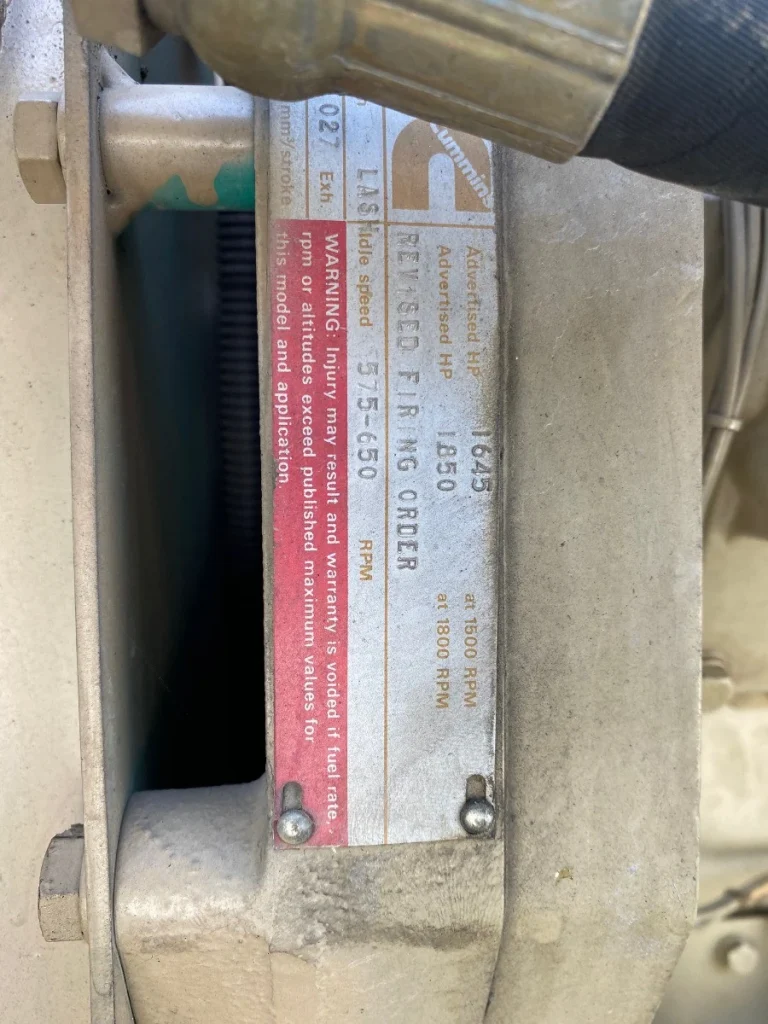 Cummins
Advertised HP 1645 at 1500 RPM
Advertised HP 1850 at 1800 RPM
REVISED FIRING ORDER
LASH
Idle speed 575-650 RPM
027 Exh.
mm³/stroke
WARNING: Injury may result and warranty is voided if fuel rate,
rpm or altitudes exceed published maximum values for
this model and application.